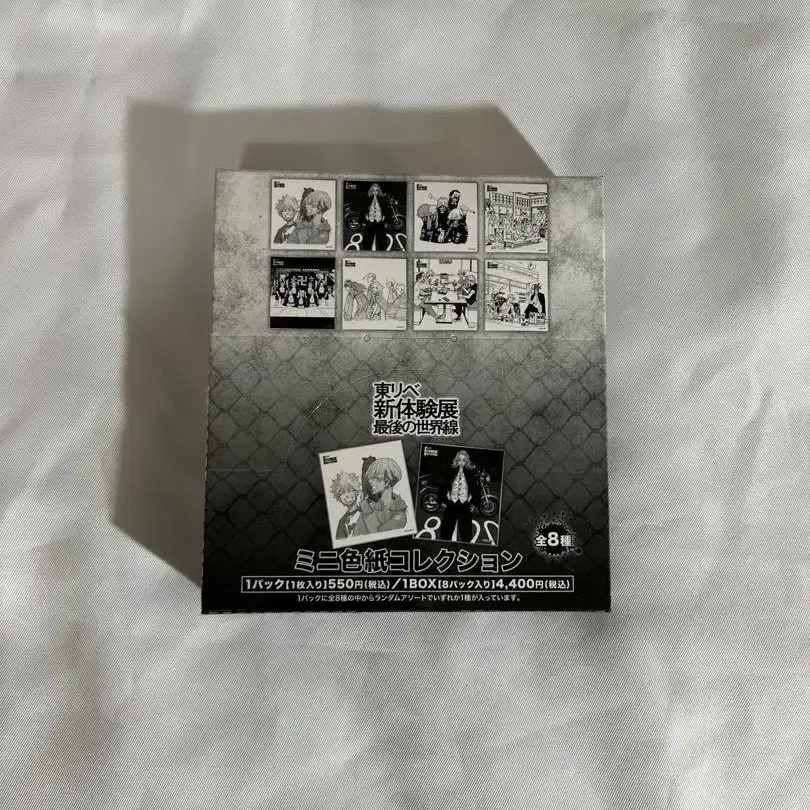 東リベ
新体験展
最後の世界線
全8種
ミニ色紙コレクション
1パック[1枚入り]550円(税込)/1BOX[8パック入り]4,400円(税込)
1パックに全8種の中からランダムアソートでいずれか1種が入っています。